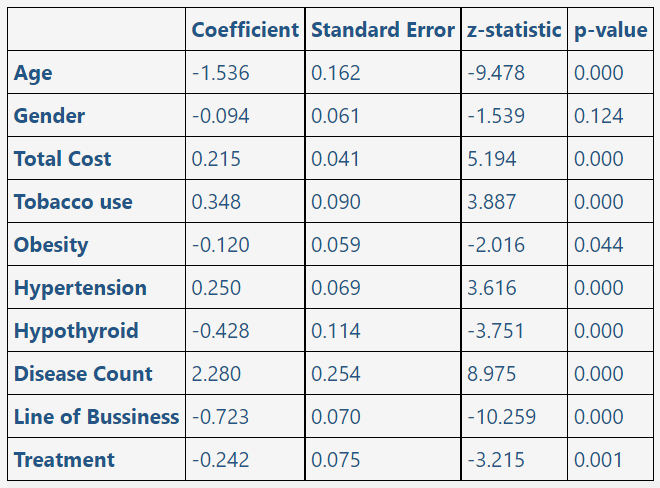 Coefficient Standard Error z-statistic p-value
Age -1.536 0.162 -9.478 0.000
Gender -0.094 0.061 -1.539 0.124
Total Cost 0.215 0.041 5.194 0.000
Tobacco use 0.348 0.090 3.887 0.000
Obesity -0.120 0.059 -2.016 0.044
Hypertension 0.250 0.069 3.616 0.000
Hypothyroid -0.428 0.114 -3.751 0.000
Disease Count 2.280 0.254 8.975 0.000
Line of Bussiness -0.723 0.070 -10.259 0.000
Treatment -0.242 0.075 -3.215 0.001